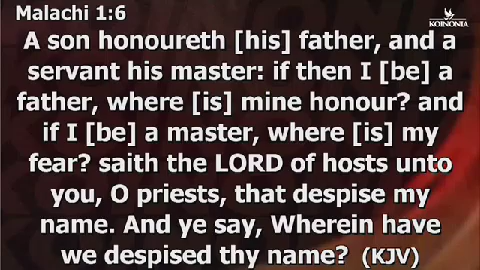 Malachi 1:6
KOINONIA
A son honoureth [his] father, and a
servant his master: if then I [be] a
father, where [is] mine honour? and
if I [be] a master, where [is] my
fear? saith the LORD of hosts unto
you, O priests, that despise my
name. And ye say, Wherein have
we despised thy name? (KJV)